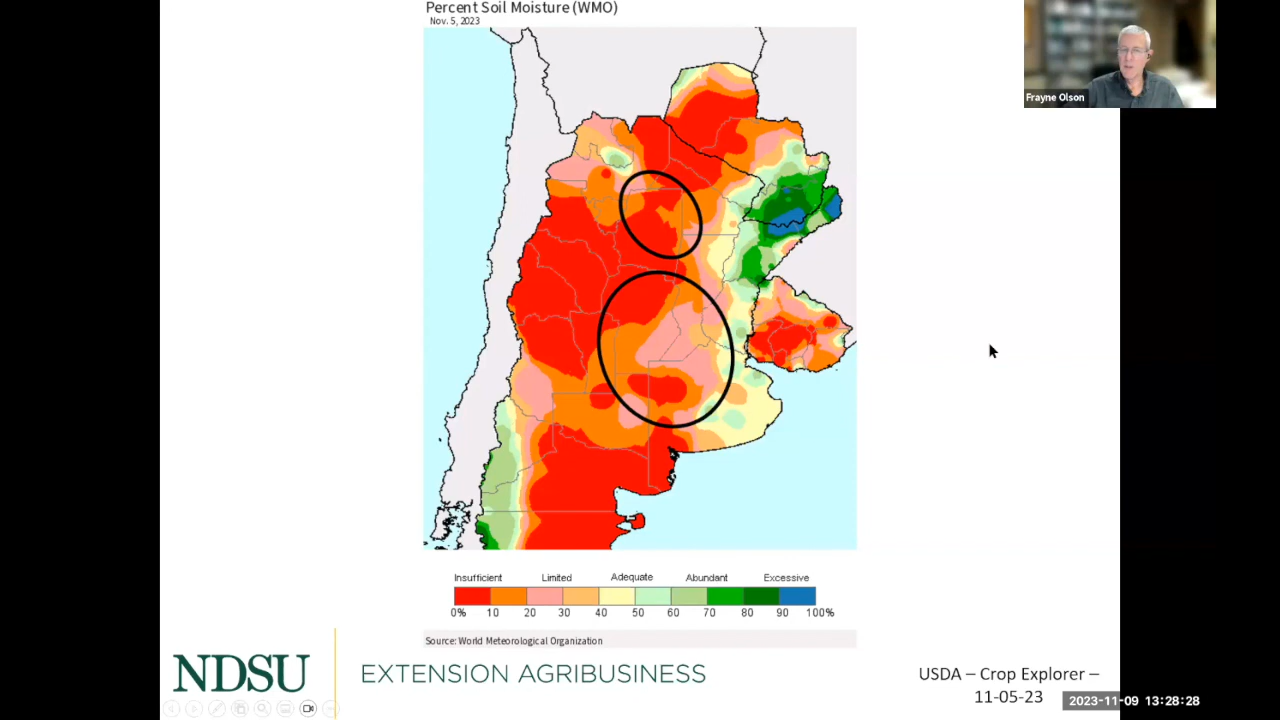 Percent Soil Moisture (WMO)
Nov. 5, 2023
Frayne Olson
Insufficient Limited Adequate Abundant Excessive
0% 10 20 30 40 50 60 70 80 90 100%
Source: World Meteorological Organization
NDSU EXTENSION AGRIBUSINESS
USDA – Crop Explorer –
11-05-23
2023-11-09 13:28:28